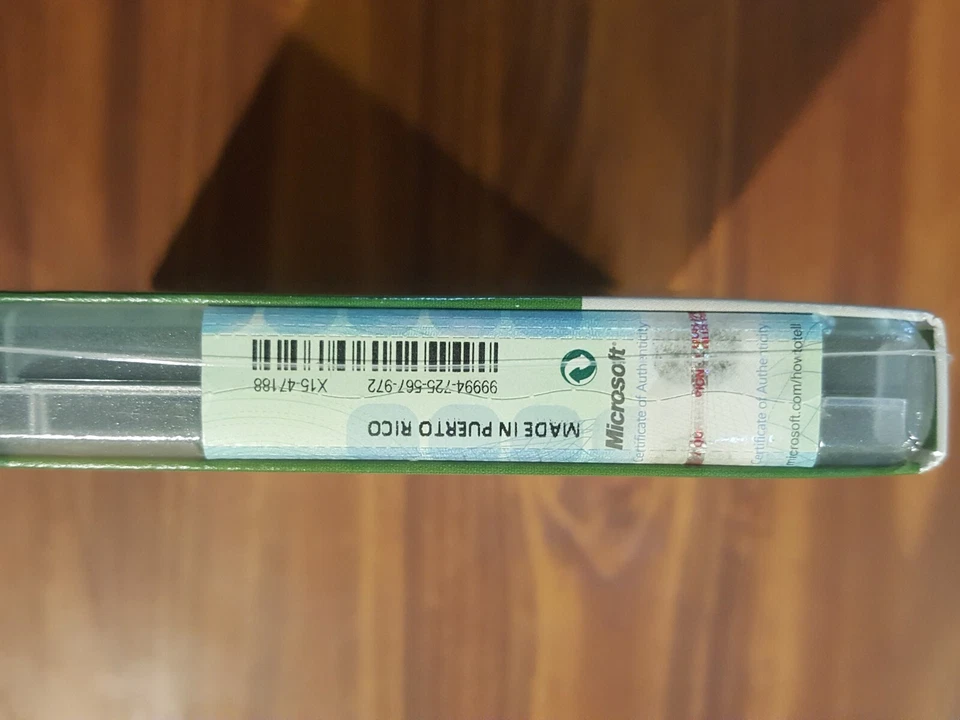 MADE IN PUERTO RICO
99994-725-567-972
X15-47188
Microsoft®
Certificate of Authenticity
Certificate of Authenticity
microsoft.com/howtotell